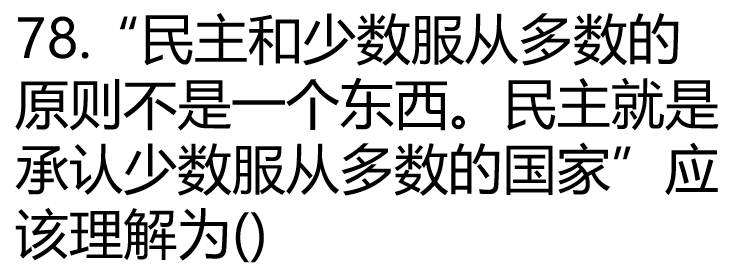 78.“民主和少数服从多数的
原则不是一个东西。民主就是
承认少数服从多数的国家”应
该理解为()